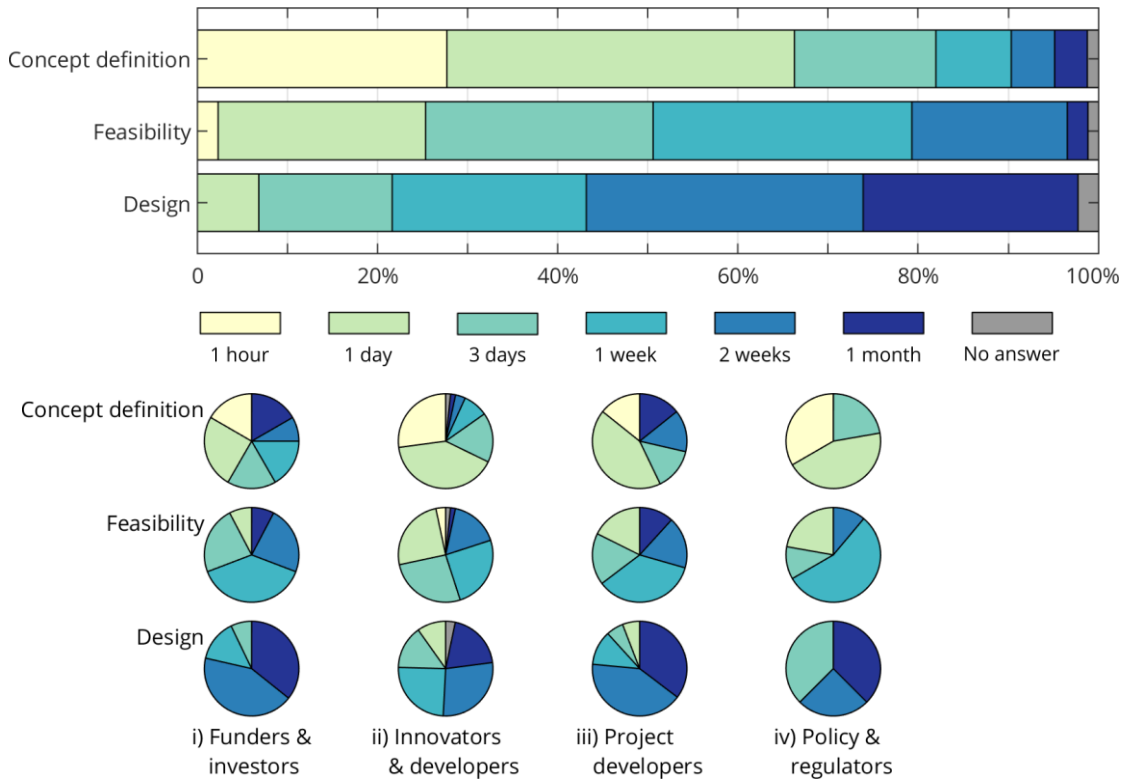 Concept definition
Feasibility
Design
0 20% 40% 60% 80% 100%
1 hour 1 day 3 days 1 week 2 weeks 1 month No answer
Concept definition
Feasibility
Design
i) Funders & ii) Innovators iii) Project iv) Policy &
investors & developers developers regulators